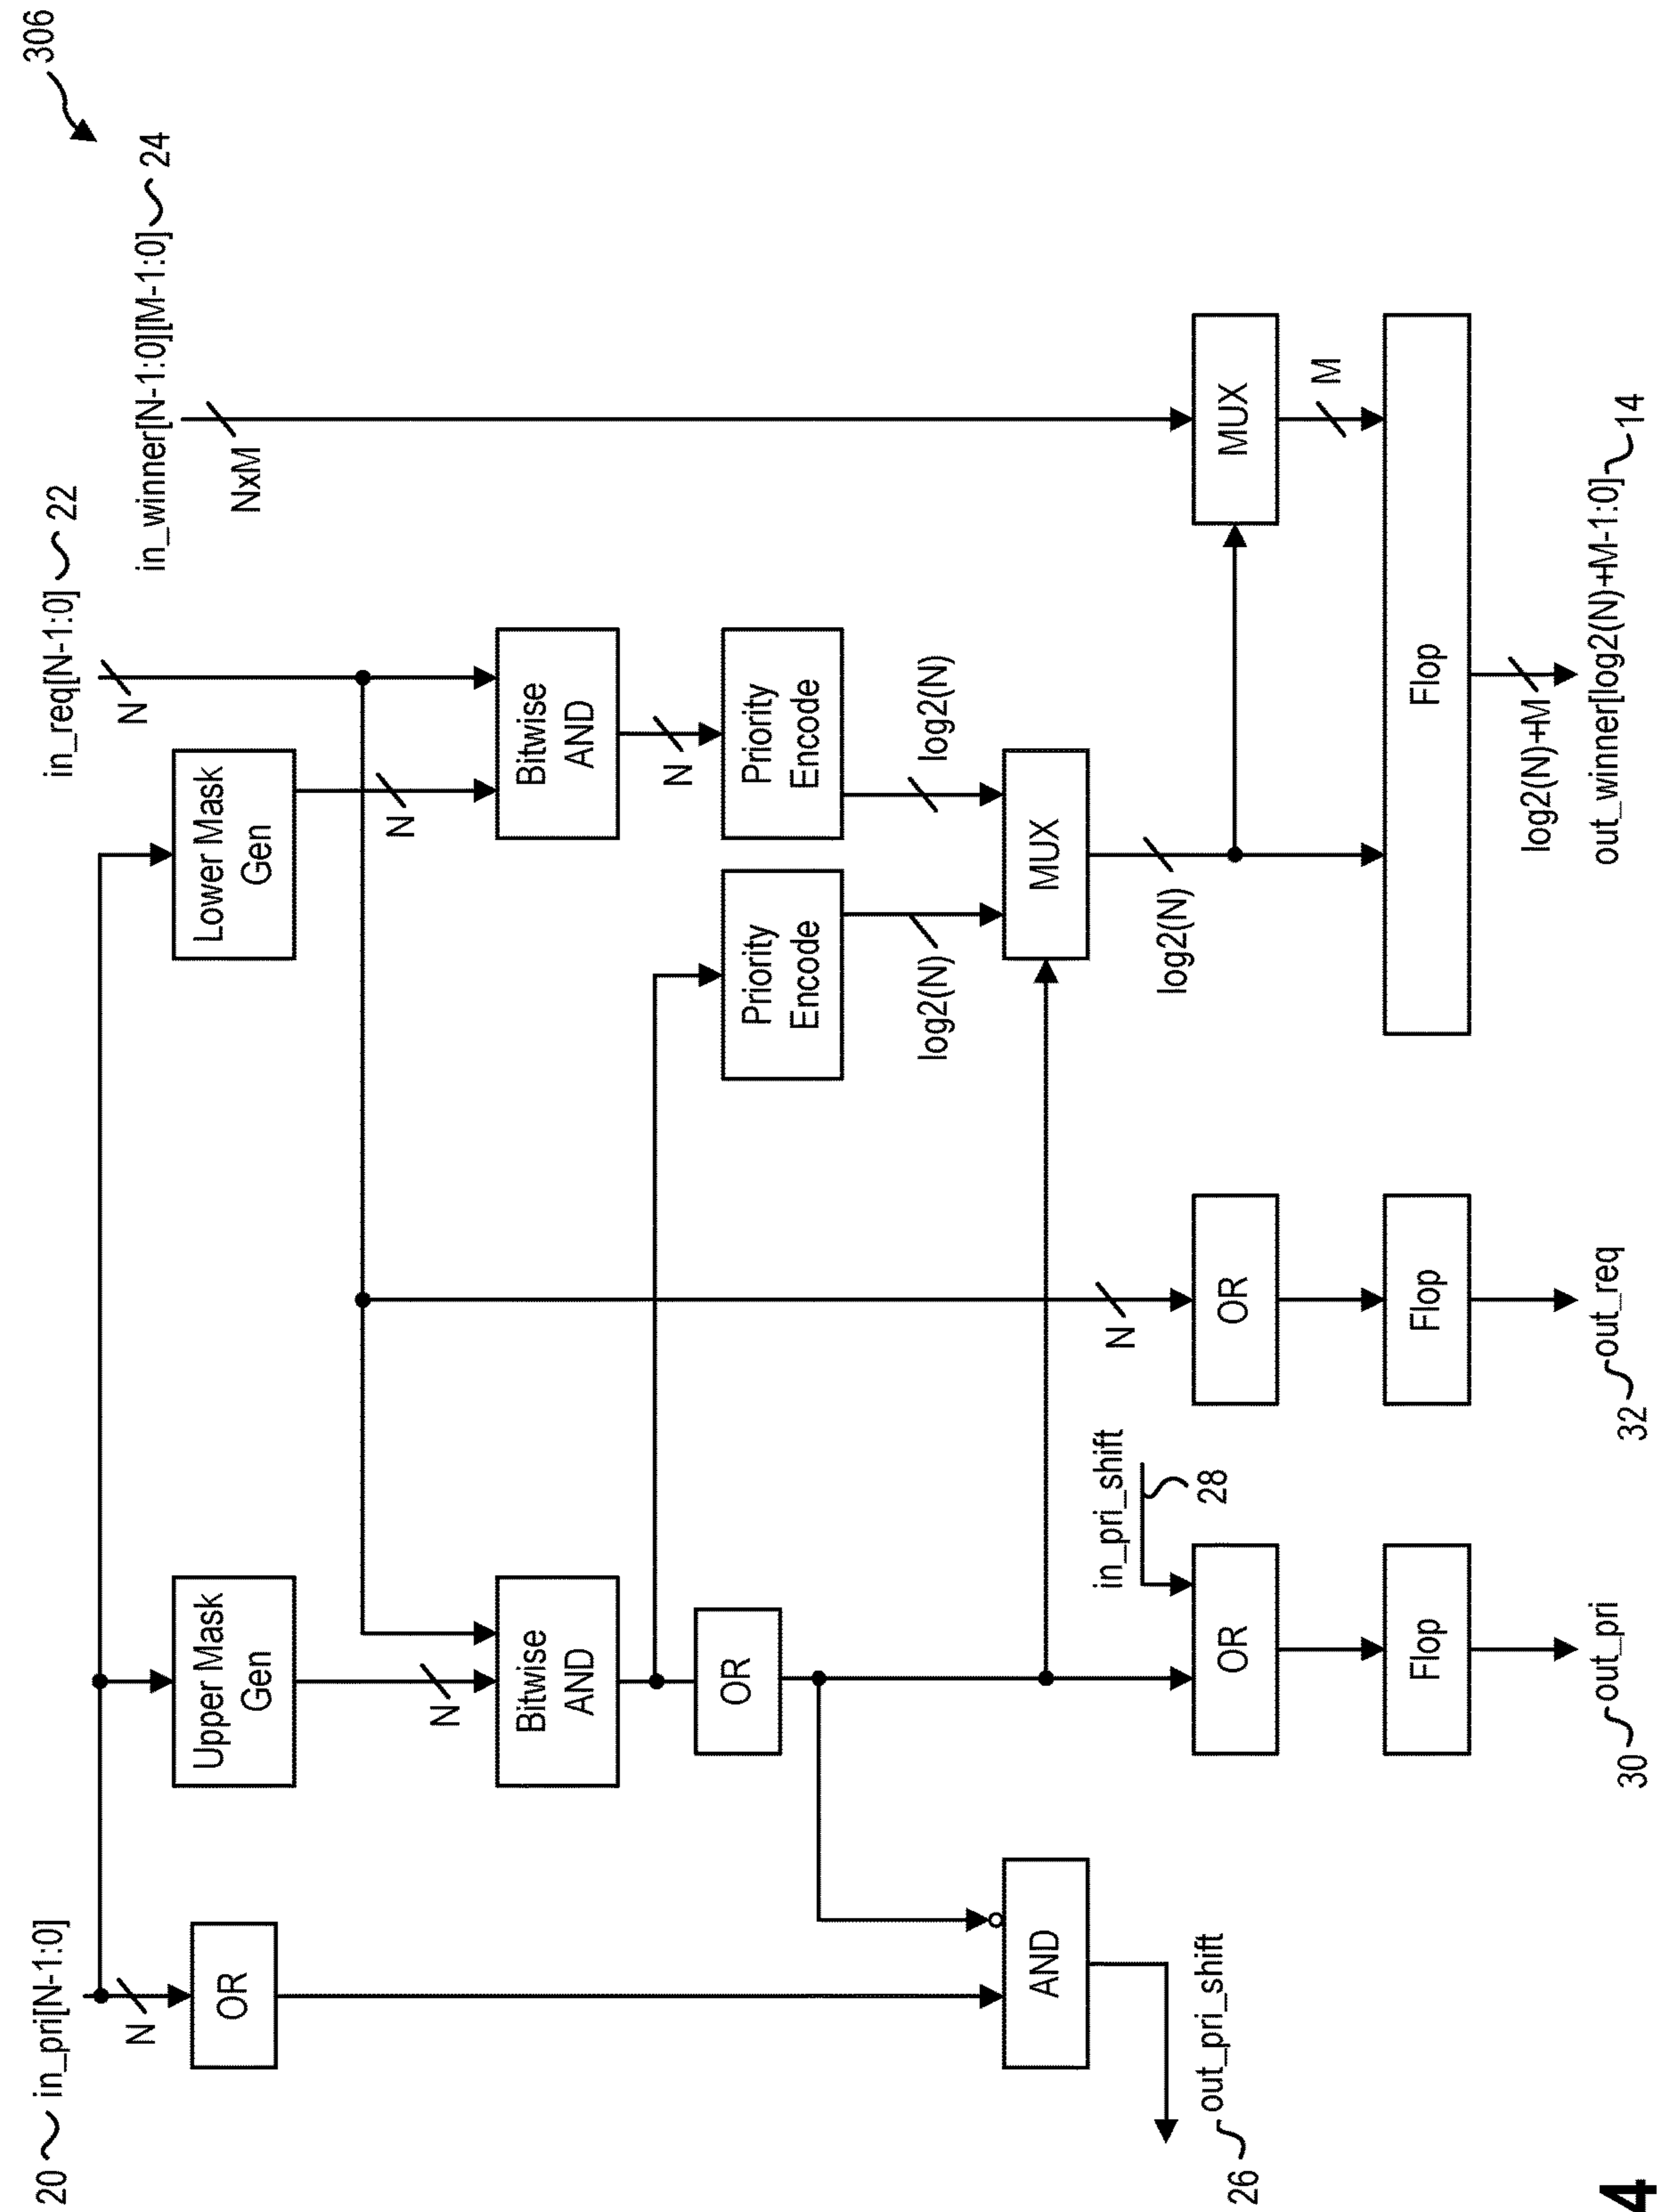 306
20
in_pri[N-1:0]
in_req[N-1:0]
22
in_winner[N-1:0][M-1:0]
24
N
N
NxM
OR
Upper Mask
Gen
Lower Mask
Gen
N
N
Bitwise
AND
Bitwise
AND
N
OR
Priority
Encode
Priority
Encode
log2(N)
log2(N)
AND
MUX
in_pri_shift
28
N
log2(N)
26
out_pri_shift
OR
OR
MUX
M
Flop
Flop
Flop
log2(N)+M
30
out_pri
32
out_req
out_winner[log2(N)+M-1:0]
14
4